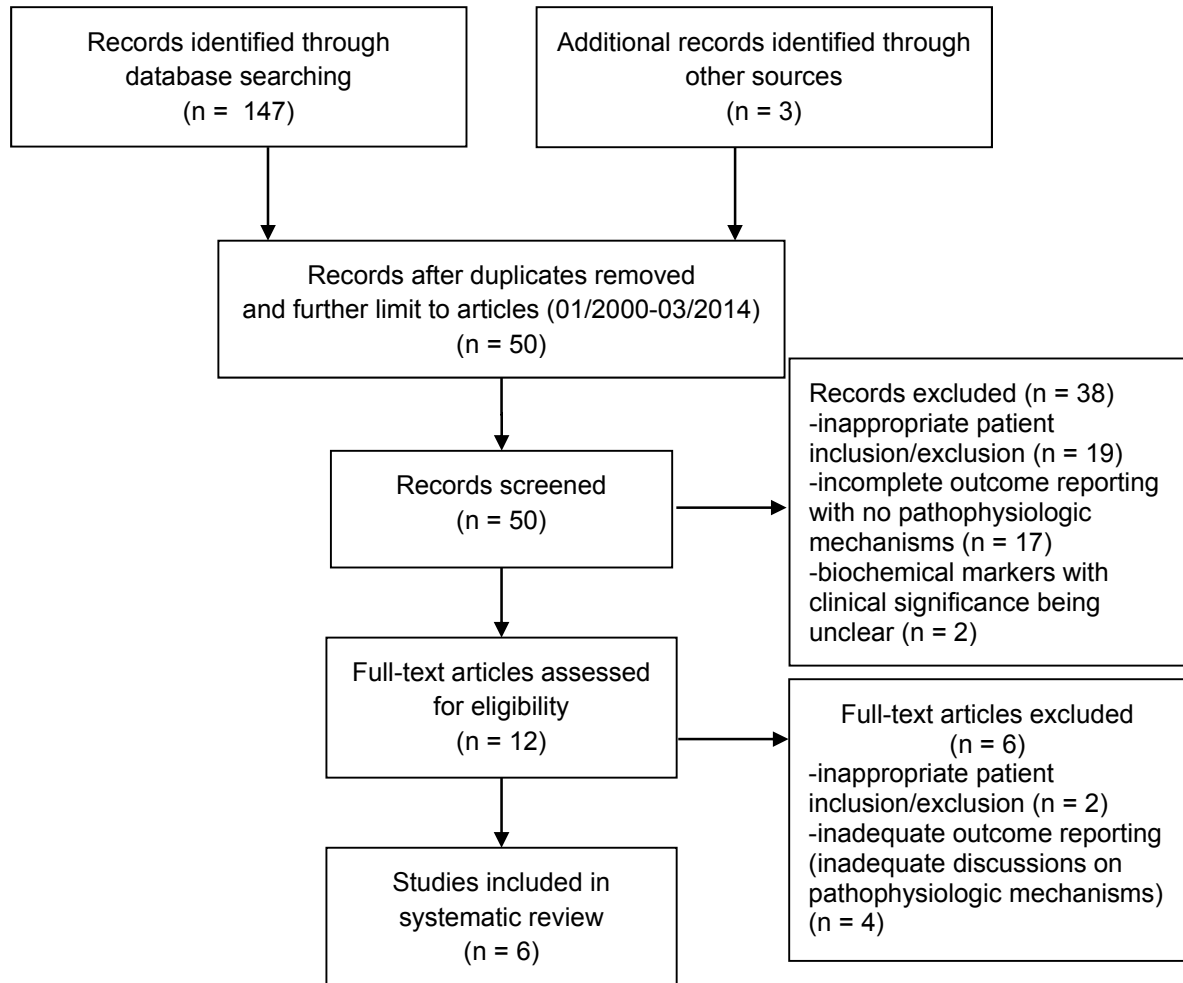 Records identified through
database searching
(n = 147)
Additional records identified through
other sources
(n = 3)
Records after duplicates removed
and further limit to articles (01/2000-03/2014)
(n = 50)
Records screened
(n = 50)
Records excluded (n = 38)
-inappropriate patient
inclusion/exclusion (n = 19)
-incomplete outcome reporting
with no pathophysiologic
mechanisms (n = 17)
-biochemical markers with
clinical significance being
unclear (n = 2)
Full-text articles assessed
for eligibility
(n = 12)
Full-text articles excluded
(n = 6)
-inappropriate patient
inclusion/exclusion (n = 2)
-inadequate outcome reporting
(inadequate discussions on
pathophysiologic mechanisms)
(n = 4)
Studies included in
systematic review
(n = 6)